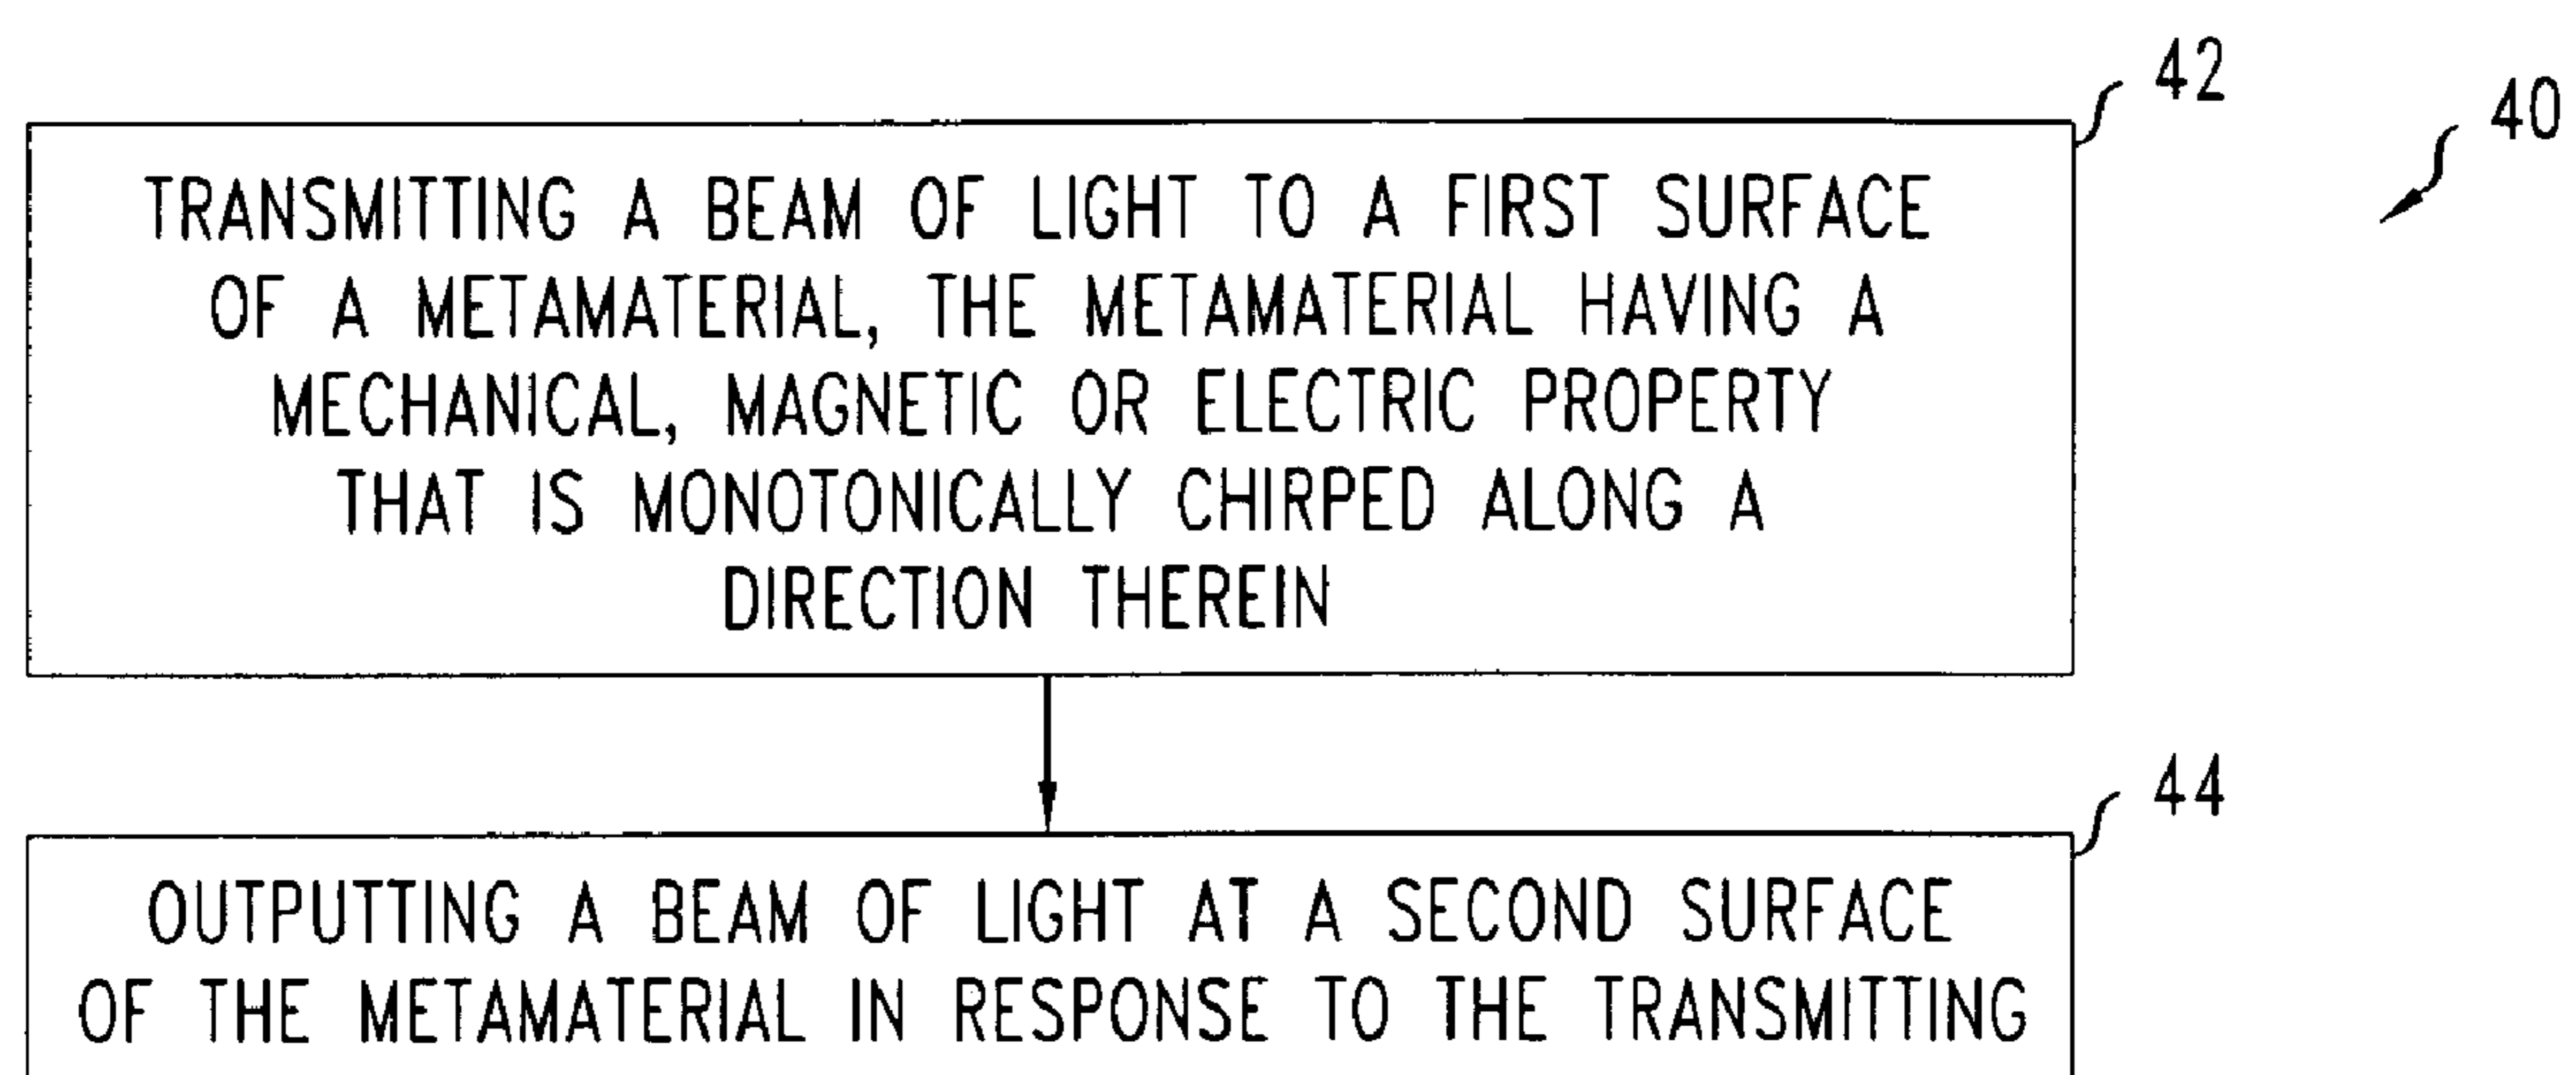 42
40
TRANSMITTING A BEAM OF LIGHT TO A FIRST SURFACE
OF A METAMATERIAL, THE METAMATERIAL HAVING A
MECHANICAL, MAGNETIC OR ELECTRIC PROPERTY
THAT IS MONOTONICALLY CHIRPED ALONG A
DIRECTION THEREIN
44
OUTPUTTING A BEAM OF LIGHT AT A SECOND SURFACE
OF THE METAMATERIAL IN RESPONSE TO THE TRANSMITTING